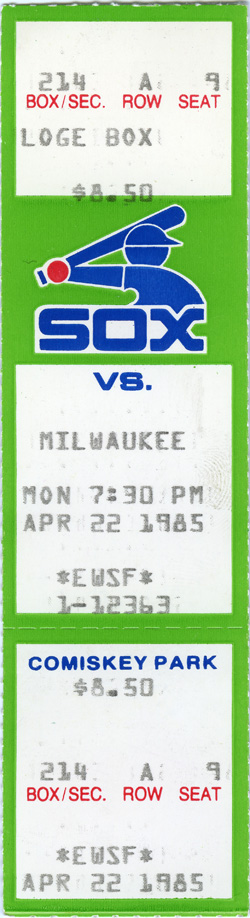 214 A 9
BOX/SEC. ROW SEAT
LOGE BOX
$8.50
SOX
VS.
MILWAUKEE
MON 7:30 PM
APR 22 1985
*EWSF*
1-12363
COMISKEY PARK
$8.50
214 A 9
BOX/SEC. ROW SEAT
*EWSF*
APR 22 1985